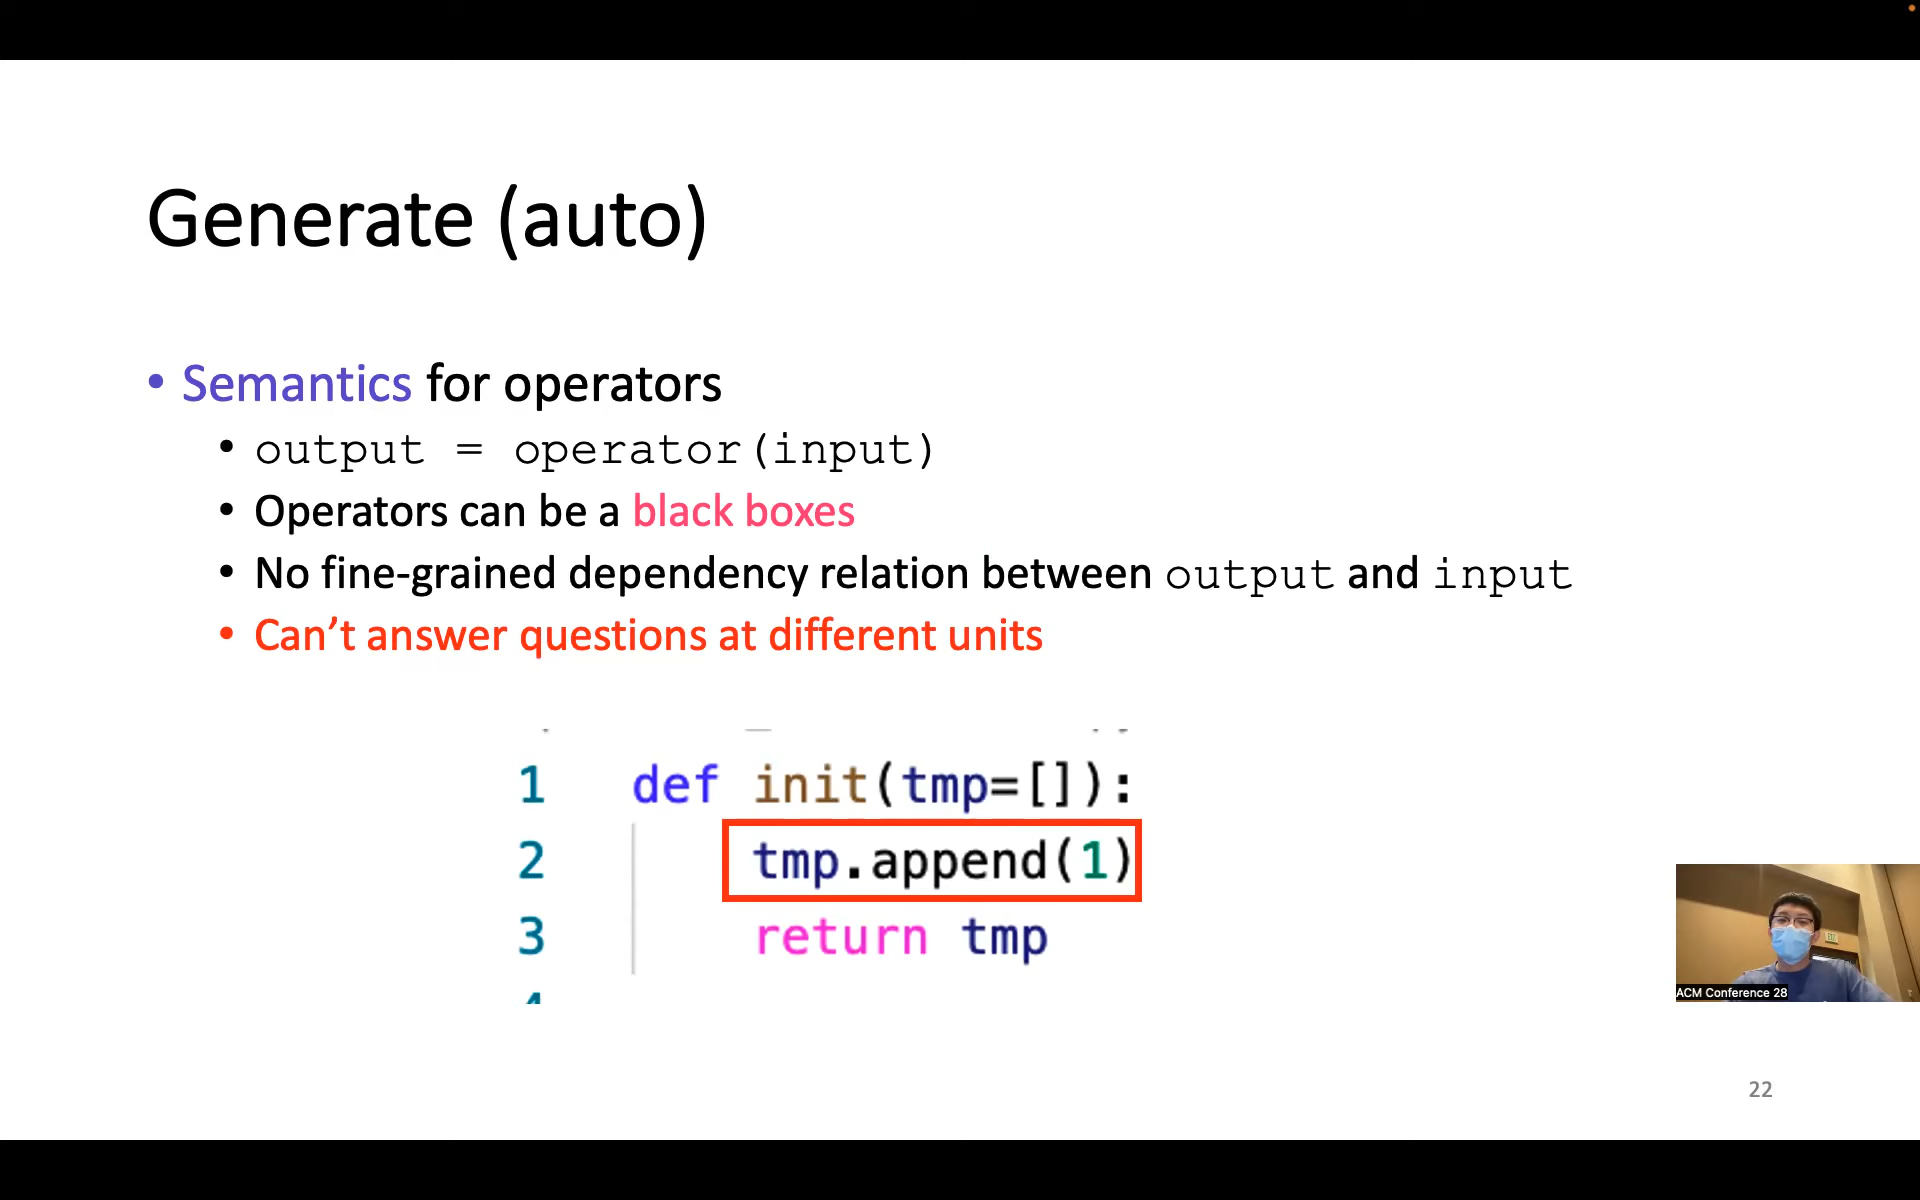 Generate (auto)
• Semantics for operators
• output = operator(input)
• Operators can be a black boxes
• No fine-grained dependency relation between output and input
• Can’t answer questions at different units
1 def init(tmp=[]):
2 tmp.append(1)
3 return tmp
ACM Conference 28
22